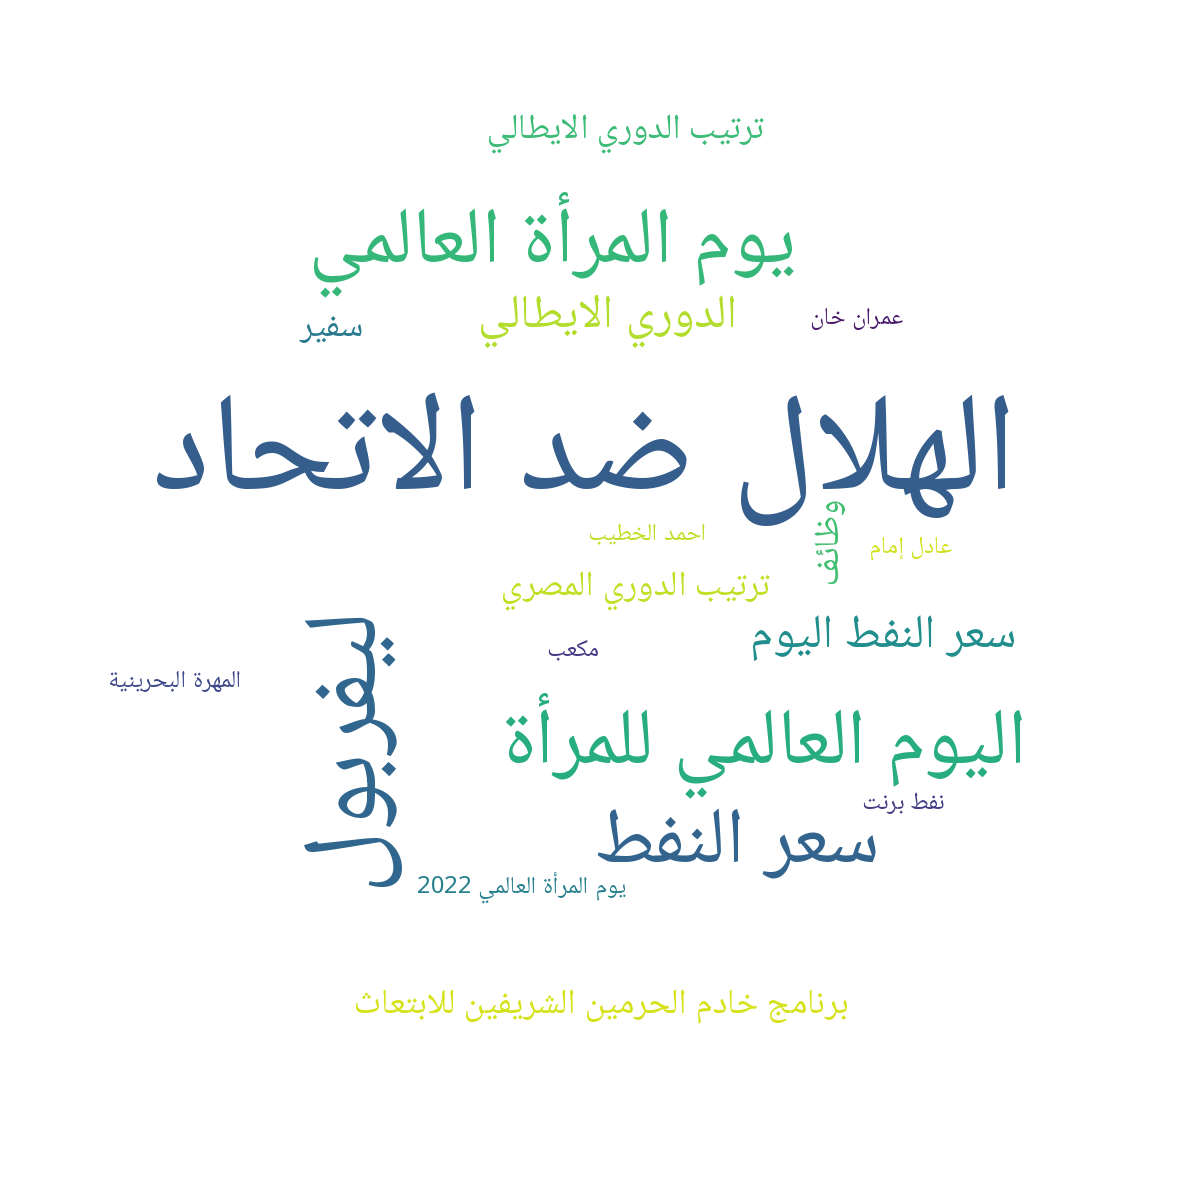 ترتيب الدوري الايطالي
يوم المرأة العالمي
الدوري الايطالي
عمران خان
سفير
الهلال ضد الاتحاد
وظائف
احمد الخطيب
عادل إمام
ترتيب الدوري المصري
سعر النفط اليوم
ليفربول
مكعب
المهرة البحرينية
اليوم العالمي للمرأة
نفط برنت
سعر النفط
يوم المرأة العالمي 2022
برنامج خادم الحرمين الشريفين للابتعاث